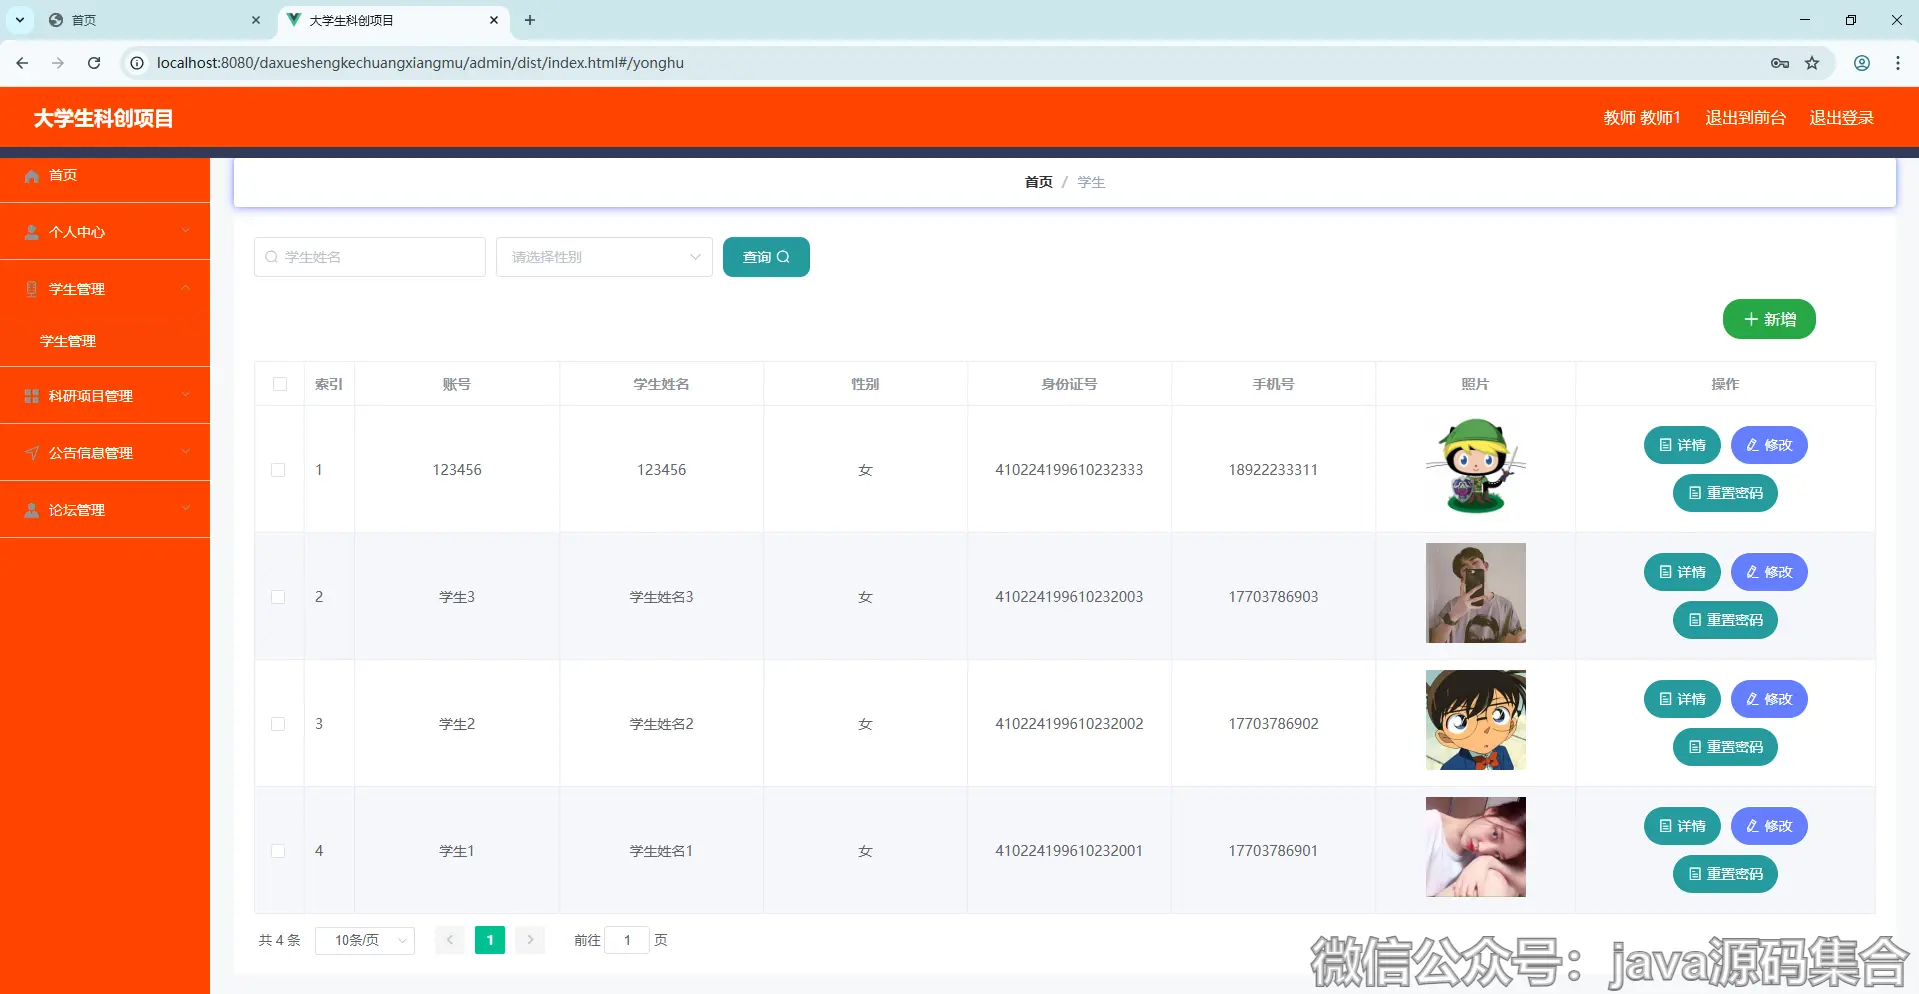 首页
大学生科创项目
localhost:8080/daxueshengkechuangxiangmu/admin/dist/index.html#/yonghu
大学生科创项目
教师 教师1
退出到前台
退出登录
首页
个人中心
学生管理
学生管理
科研项目管理
公告信息管理
论坛管理
首页 / 学生
学生姓名
请选择性别
查询
新增
索引 账号 学生姓名 性别 身份证号 手机号 照片 操作
1 123456 123456 女 410224199610232333 18922233311 详情 修改
重置密码
2 学生3 学生姓名3 女 410224199610232003 17703786903 详情 修改
重置密码
3 学生2 学生姓名2 女 410224199610232002 17703786902 详情 修改
重置密码
4 学生1 学生姓名1 女 410224199610232001 17703786901 详情 修改
重置密码
共 4 条 10条/页 1 前往 1 页
微信公众号：java源码集合